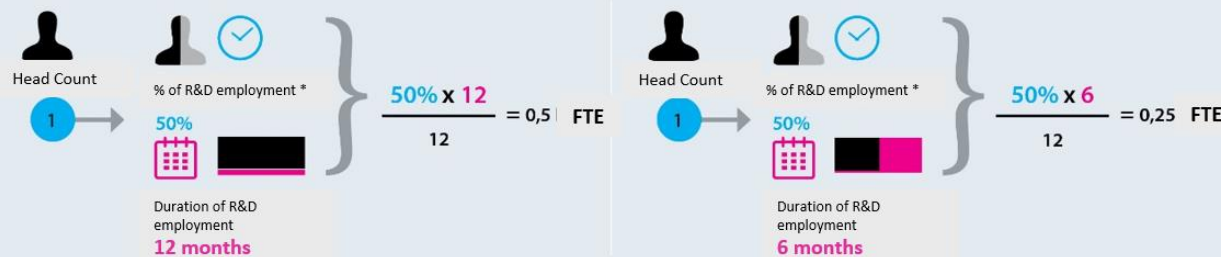 Head Count
1
% of R&D employment *
50%
Duration of R&D
employment
12 months
50% x 12
12
= 0,5 FTE
Head Count
1
% of R&D employment *
50%
Duration of R&D
employment
6 months
50% x 6
12
= 0,25 FTE